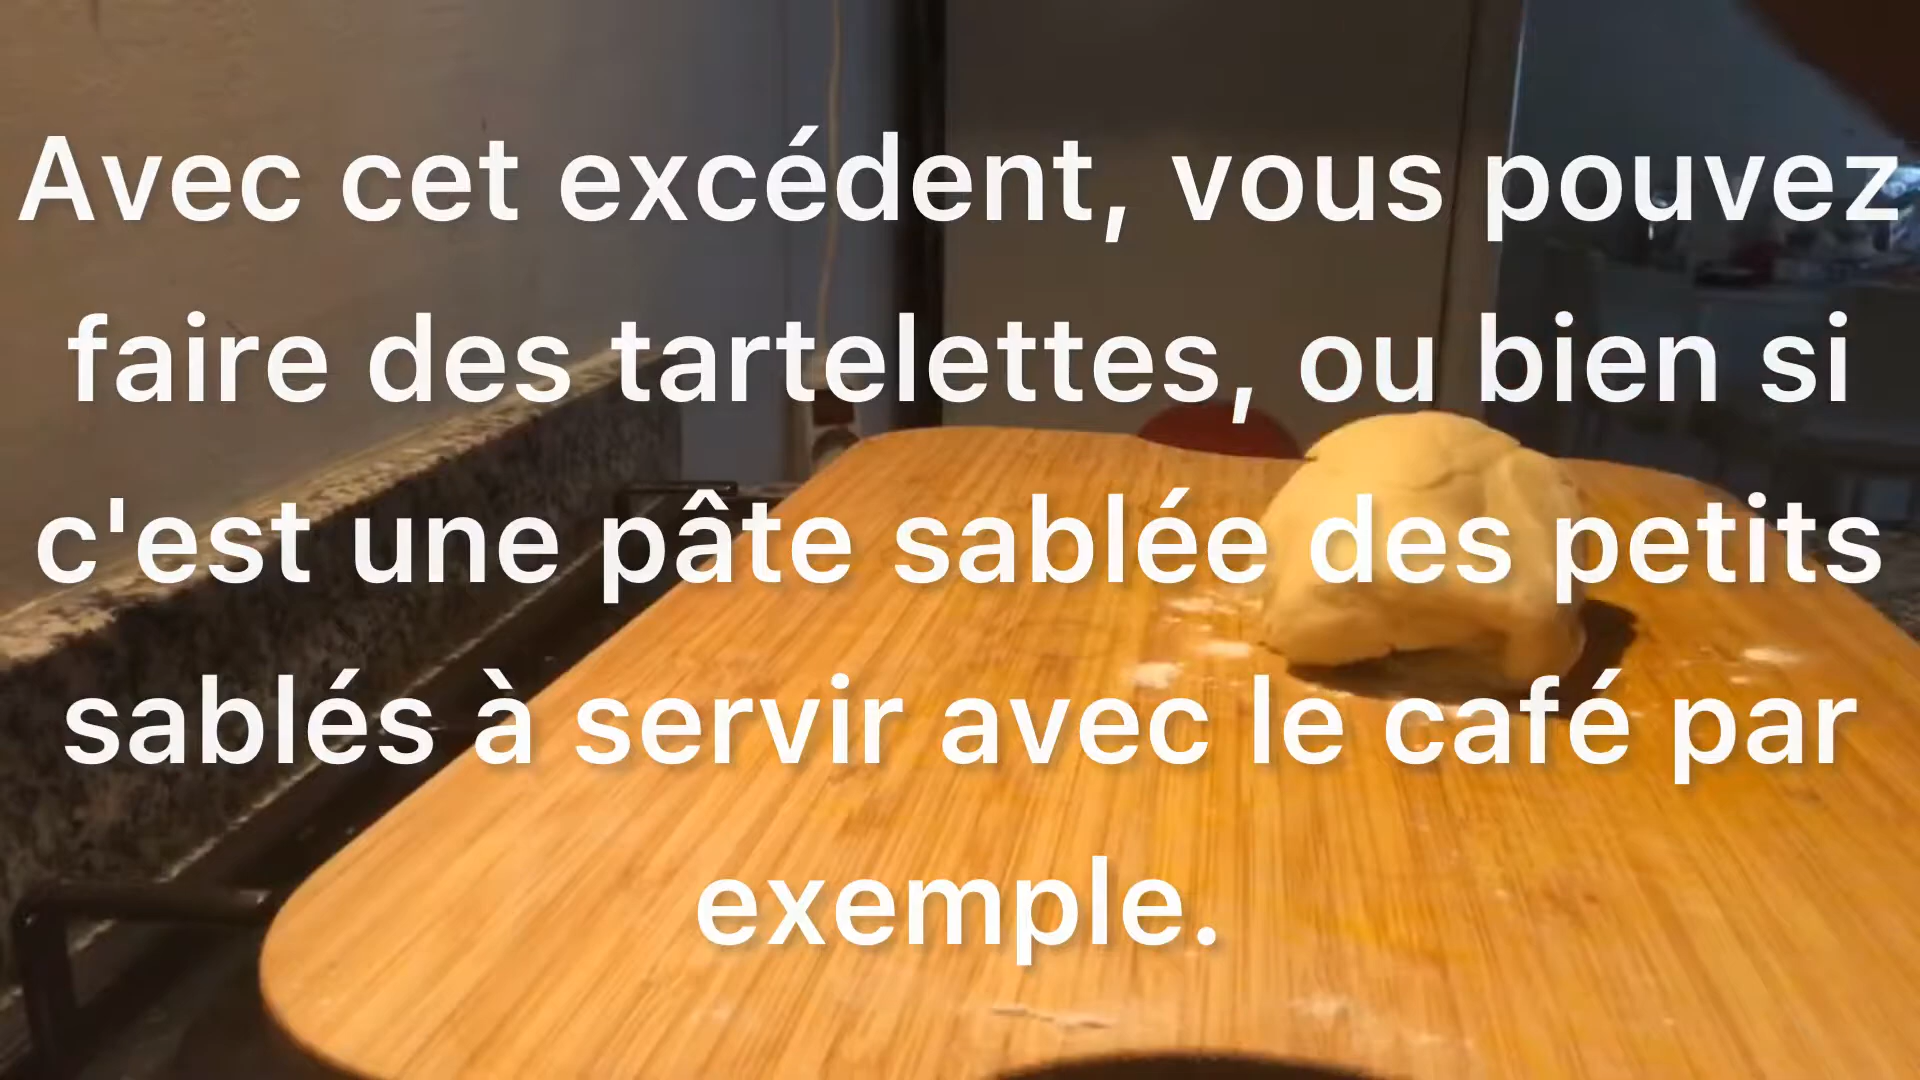 Avec cet excédent, vous pouvez
faire des tartelettes, ou bien si
c'est une pâte sablée des petits
sablés à servir avec le café par
exemple.